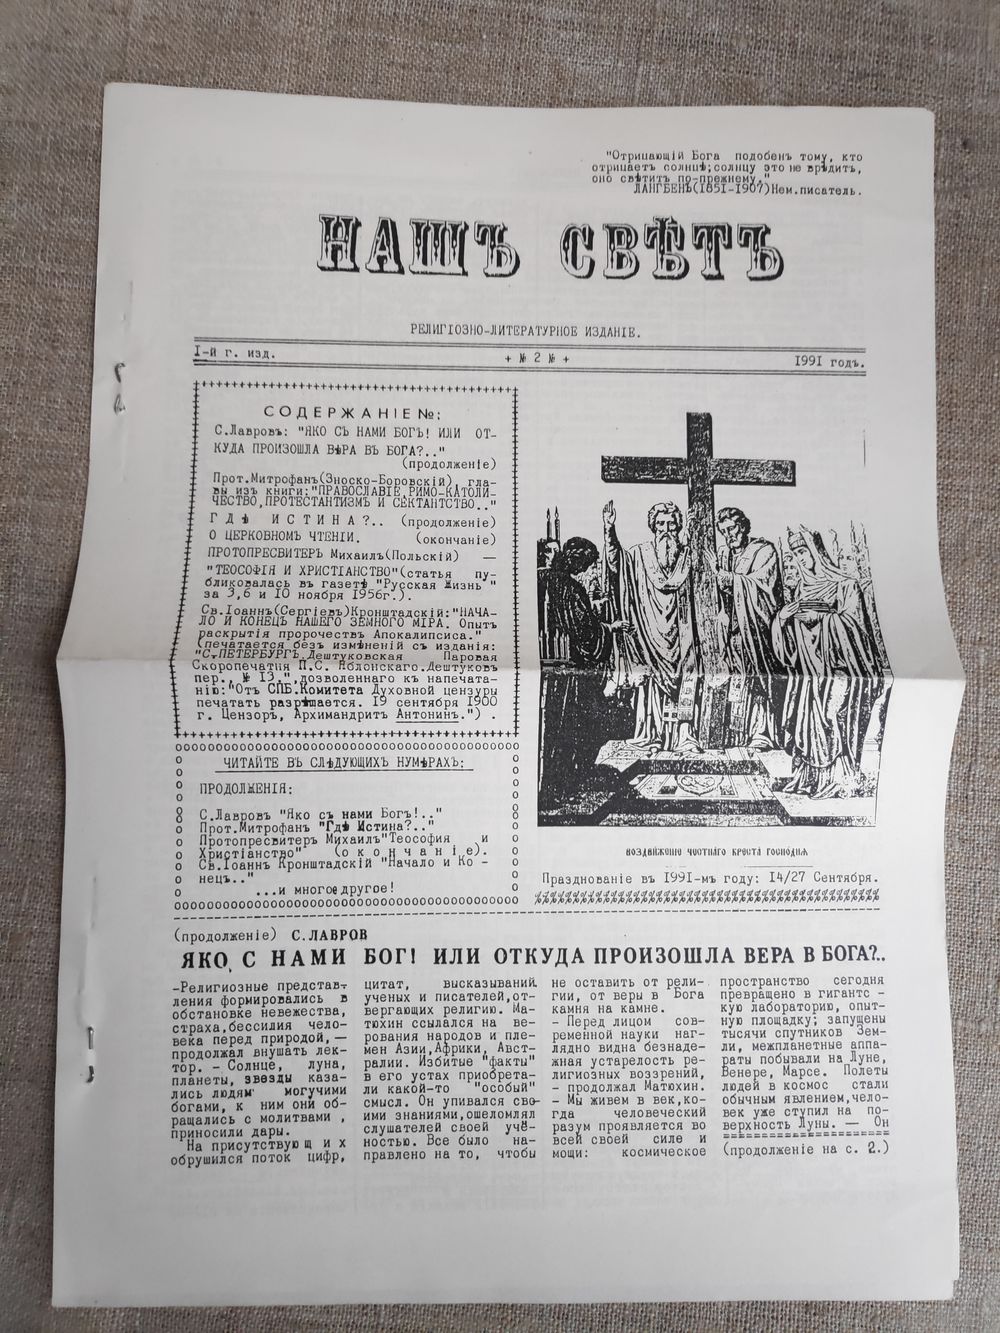 "Отрицающій Бога подобенъ тому, кто
отрицаетъ солнцѣ;солнцу это не врѣдитъ,
оно свѣтитъ по-прежнему."
ЛАНГБЕНЪ(1851-1907)Нем.писатель.
НАШЪ СВѢТЪ
РЕЛИГІОЗНО-ЛИТЕРАТУРНОЕ ИЗДАНІЕ.
I-й г. изд.
+ № 2 № +
1991 годъ.
СОДЕРЖАНІЕ №:
С.Лавровъ: "ЯКО СЪ НАМИ БОГЪ! ИЛИ ОТ-
КУДА ПРОИЗОШЛА ВѢРА ВЪ БОГА?.."
(продолженіе)
Прот.Митрофанъ(Зноско-Боровскій) гла-
вы изъ книги:"ПРАВОСЛАВІЕ,РИМО-КАТОЛИ-
ЧЕСТВО,ПРОТЕСТАНТИЗМЪ И СЕКТАНТСТВО.."
ГДѢ ИСТИНА?.. (продолженіе)
О ЦЕРКОВНОМЪ ЧТЕНІИ. (окончаніе)
ПРОТОПРЕСВИТЕРЪ Михаилъ(Польскій) —
"ТЕОСОФІЯ И ХРИСТІАНСТВО"(статья пу-
бликовалась въ газетѣ "Русская Жизнь"
за 3,6 и 10 ноября 1956г.).
Св.Іоаннъ(Сергіевъ)Кронштадскій:"НАЧА-
ЛО И КОНЕЦЪ НАШЕГО ЗЕМНОГО МІРА. Опытъ
раскрытія пророчествъ Апокалипсиса."
(печатается безъ измѣненій съ изданія:
"С.ПЕТЕРБУРГЪ.Дештуковская Паровая
Скоропечатня П.С. Яблонскаго.Дештуковъ
пер., № 13.",дозволеннаго къ напечата-
нію:"Отъ СПБ.Комитета Духовной цензуры
печатать разрѣшается. 19 сентября 1900
г. Цензоръ, Архимандритъ Антонинъ.") .
ЧИТАЙТЕ ВЪ СЛѢДУЮЩИХЪ НУМѢРАХЪ:
ПРОДОЛЖЕНІЯ:
С.Лавровъ "Яко съ нами Богъ!.."
Прот.Митрофанъ "Гдѣ Истина?.."
Протопресвитеръ Михаилъ"Теософия и
Христіанство" (окончаніе).
Св.Іоаннъ Кронштадскій "Начало и Ко -
нецъ.."
...и многое другое!
ВОЗДВИЖЕНІЕ ЧЕСТНАГО КРЕСТА ГОСПОДНЯ
Празднованіе въ 1991-мъ году: 14/27 Сентября.
(продолженіе) С.ЛАВРОВ
ЯКО С НАМИ БОГ! ИЛИ ОТКУДА ПРОИЗОШЛА ВЕРА В БОГА?..
-Религиозные представ-
ления формировались в
обстановке невежества,
страха,бессилия чело-
века перед природой,—
продолжал внушать лек-
тор. - Солнце, луна,
планеты, звезды каза-
лись людям могучими
богами, к ним они об-
ращались с молитвами ,
приносили дары.
На присутствующих
обрушился поток цифр,
цитат, высказываний
ученых и писателей,от-
вергающих религию. Ма-
тюхин ссылался на ве-
рования народов и пле-
мен Азии,Африки, Авст-
ралии. Избитые "факты"
в его устах приобрета-
ли какой-то "особый"
смысл. Он упивался сво-
ими знаниями,ошеломлял
слушателей своей учё-
ностью. Все было на-
правлено на то, чтобы
не оставить от рели-
гии, от веры в Бога
камня на камне.
- Перед лицом сов-
ременной науки наг-
лядно видна безнаде-
жная устарелость ре-
лигиозных воззрений,
- продолжал Матюхин.
- Мы живем в век,ко-
гда человеческий
разум проявляется во
всей своей силе и
мощи: космическое
пространство сегодня
превращено в гигантс -
кую лабораторию, опыт-
ную площадку; запущены
тысячи спутников Зем-
ли, межпланетные аппа-
раты побывали на Луне,
Венере, Марсе. Полеты
людей в космос стали
обычным явлением,чело-
век уже ступил на по-
верхность Луны. — Он
(продолженіе на с. 2.)